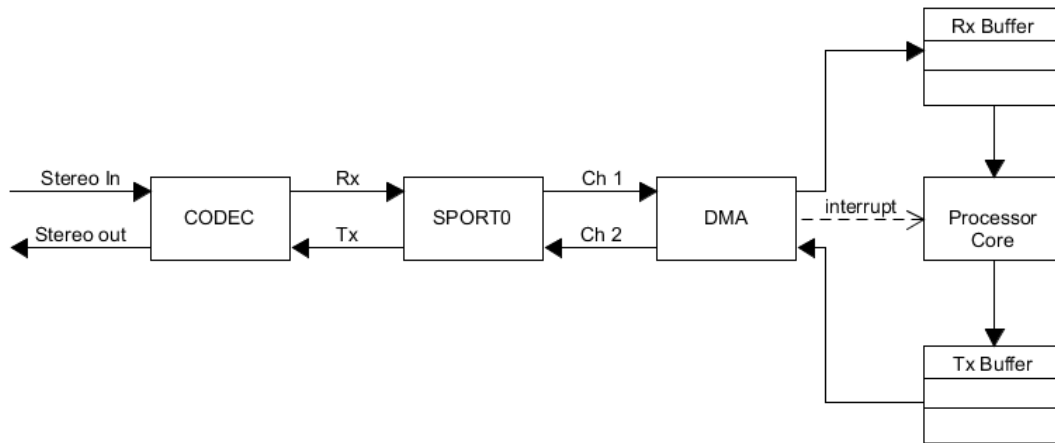 Rx Buffer
Stereo In
Rx
Ch 1
CODEC
SPORT0
DMA
interrupt
Processor
Core
Stereo out
Tx
Ch 2
Tx Buffer